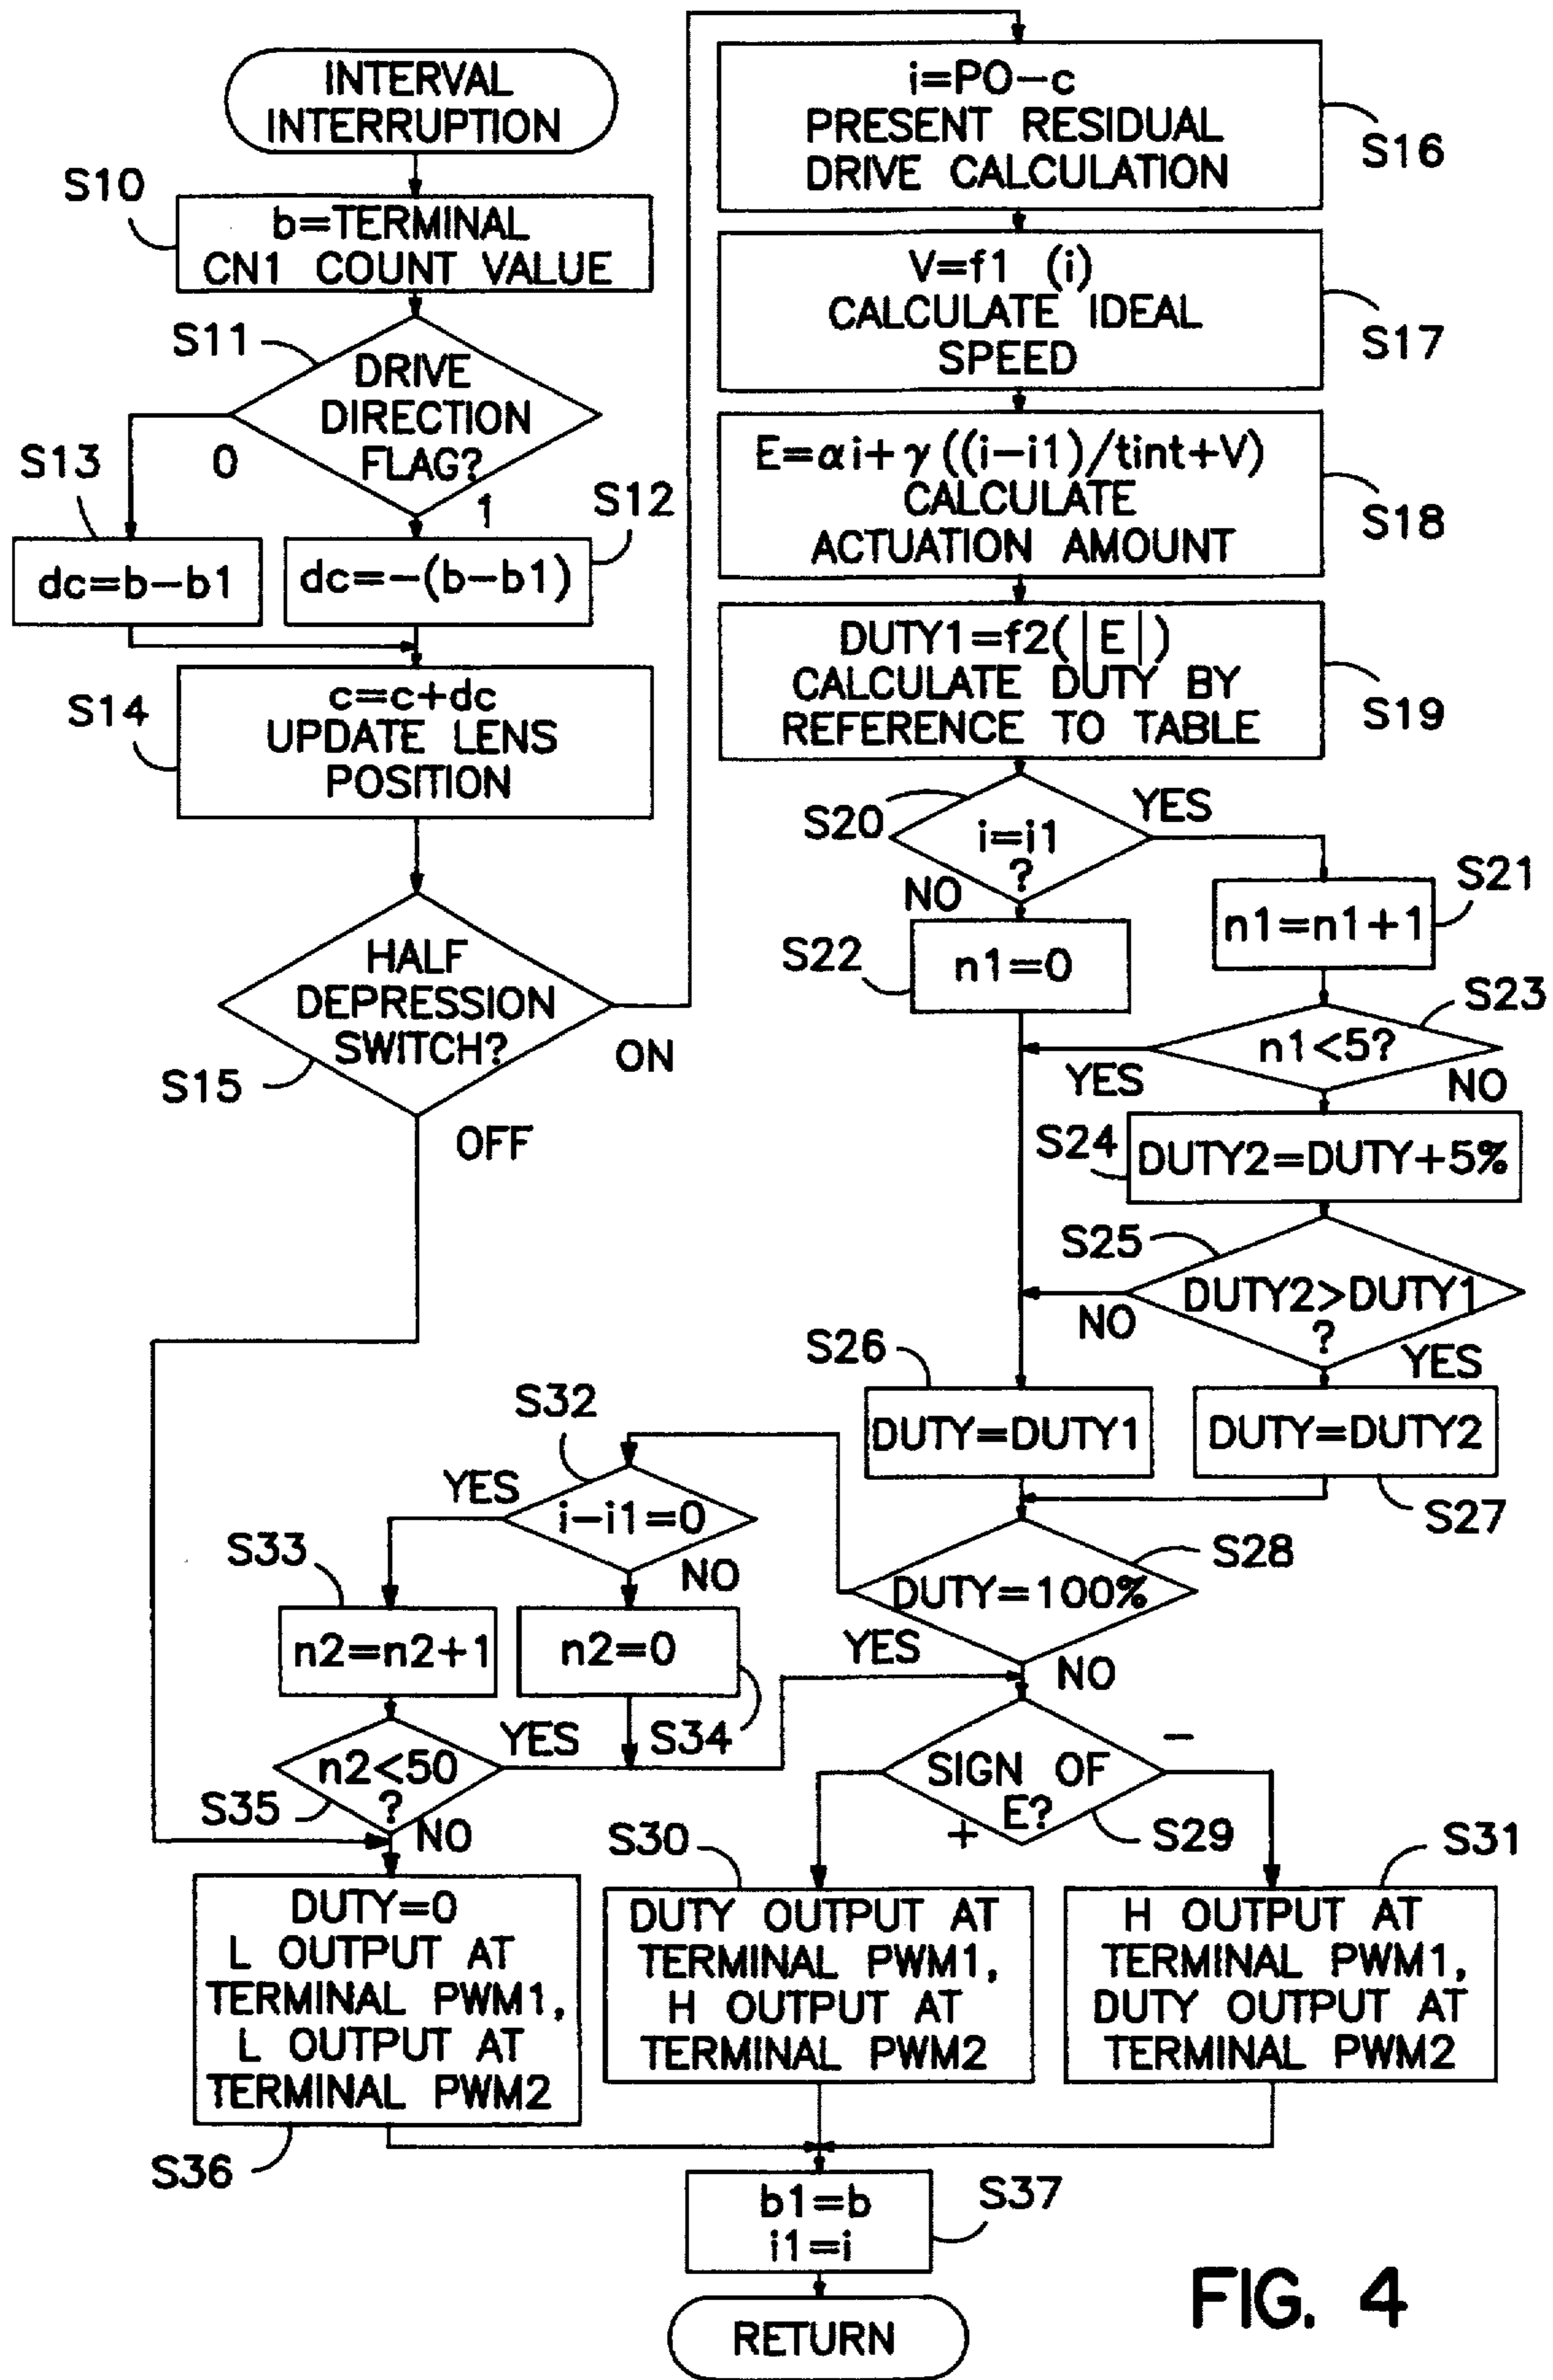 INTERVAL
INTERRUPTION
S10
b=TERMINAL
CN1 COUNT VALUE
S11
DRIVE
DIRECTION
FLAG?
0
1
S13
dc=b-b1
S12
dc=-(b-b1)
S14
c=c+dc
UPDATE LENS
POSITION
HALF
DEPRESSION
SWITCH?
S15
ON
OFF
i=PO-c
PRESENT RESIDUAL
DRIVE CALCULATION
S16
V=f1 (i)
CALCULATE IDEAL
SPEED
S17
E=αi+γ((i-i1)/tint+V)
CALCULATE
ACTUATION AMOUNT
S18
DUTY1=f2(|E|)
CALCULATE DUTY BY
REFERENCE TO TABLE
S19
S20
i=i1
?
YES
NO
S21
n1=n1+1
S22
n1=0
S23
n1<5?
YES
NO
S24
DUTY2=DUTY+5%
S25
DUTY2>DUTY1
?
NO
YES
S26
DUTY=DUTY1
DUTY=DUTY2
S27
S28
DUTY=100%
YES
NO
S32
i-i1=0
YES
NO
S33
n2=n2+1
n2=0
S34
n2<50
?
YES
S35
NO
SIGN OF
E?
-
+
S29
S30
S31
DUTY=0
L OUTPUT AT
TERMINAL PWM1,
L OUTPUT AT
TERMINAL PWM2
S36
DUTY OUTPUT AT
TERMINAL PWM1,
H OUTPUT AT
TERMINAL PWM2
H OUTPUT AT
TERMINAL PWM1,
DUTY OUTPUT AT
TERMINAL PWM2
b1=b
i1=i
S37
RETURN
FIG. 4